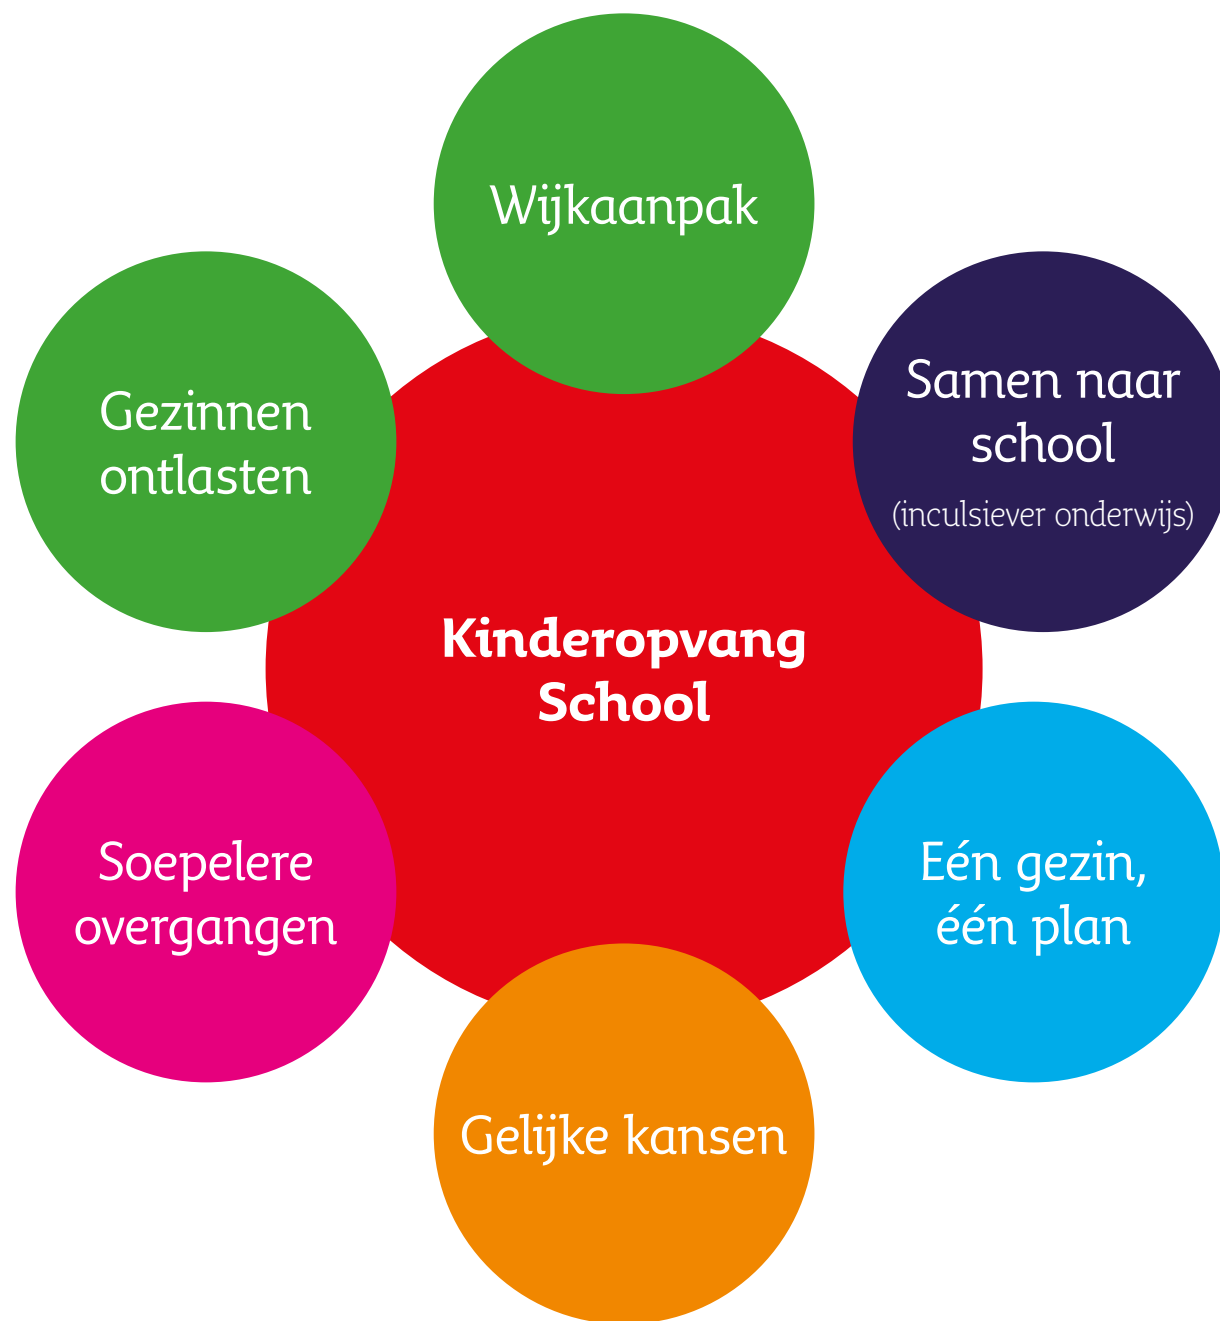 Wijkaanpak
Samen naar
school
(inculsiever onderwijs)
Gezinnen
ontlasten
Kinderopvang
School
Soepelere
overgangen
Eén gezin,
één plan
Gelijke kansen